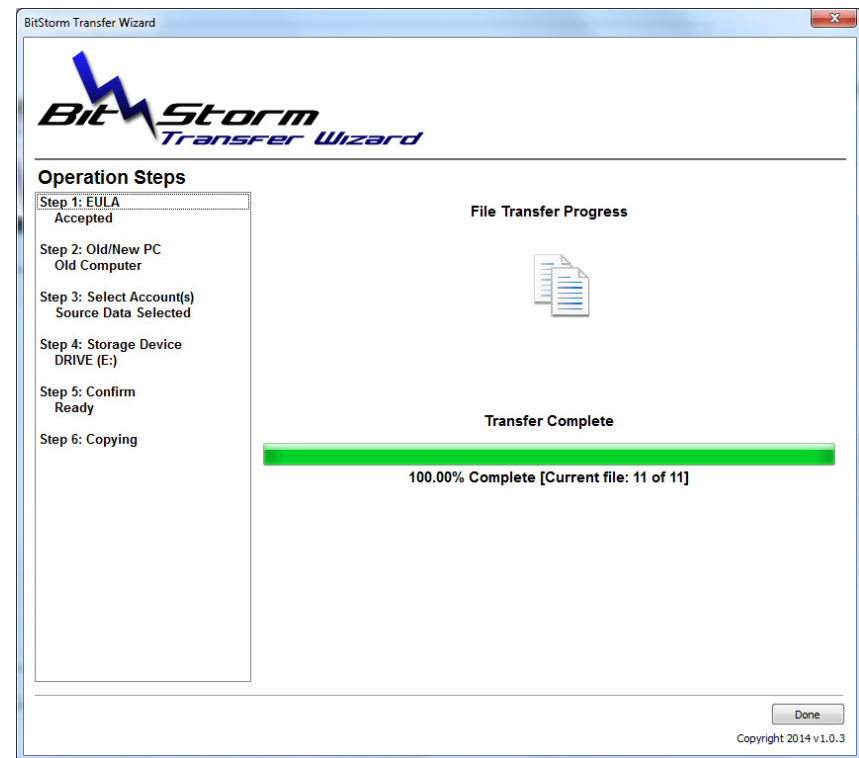 BitStorm Transfer Wizard
Bit Storm
Transfer Wizard
Operation Steps
Step 1: EULA
Accepted
Step 2: Old/New PC
Old Computer
Step 3: Select Account(s)
Source Data Selected
Step 4: Storage Device
DRIVE (E:)
Step 5: Confirm
Ready
Step 6: Copying
File Transfer Progress
Transfer Complete
100.00% Complete [Current file: 11 of 11]
Done
Copyright 2014 v1.0.3